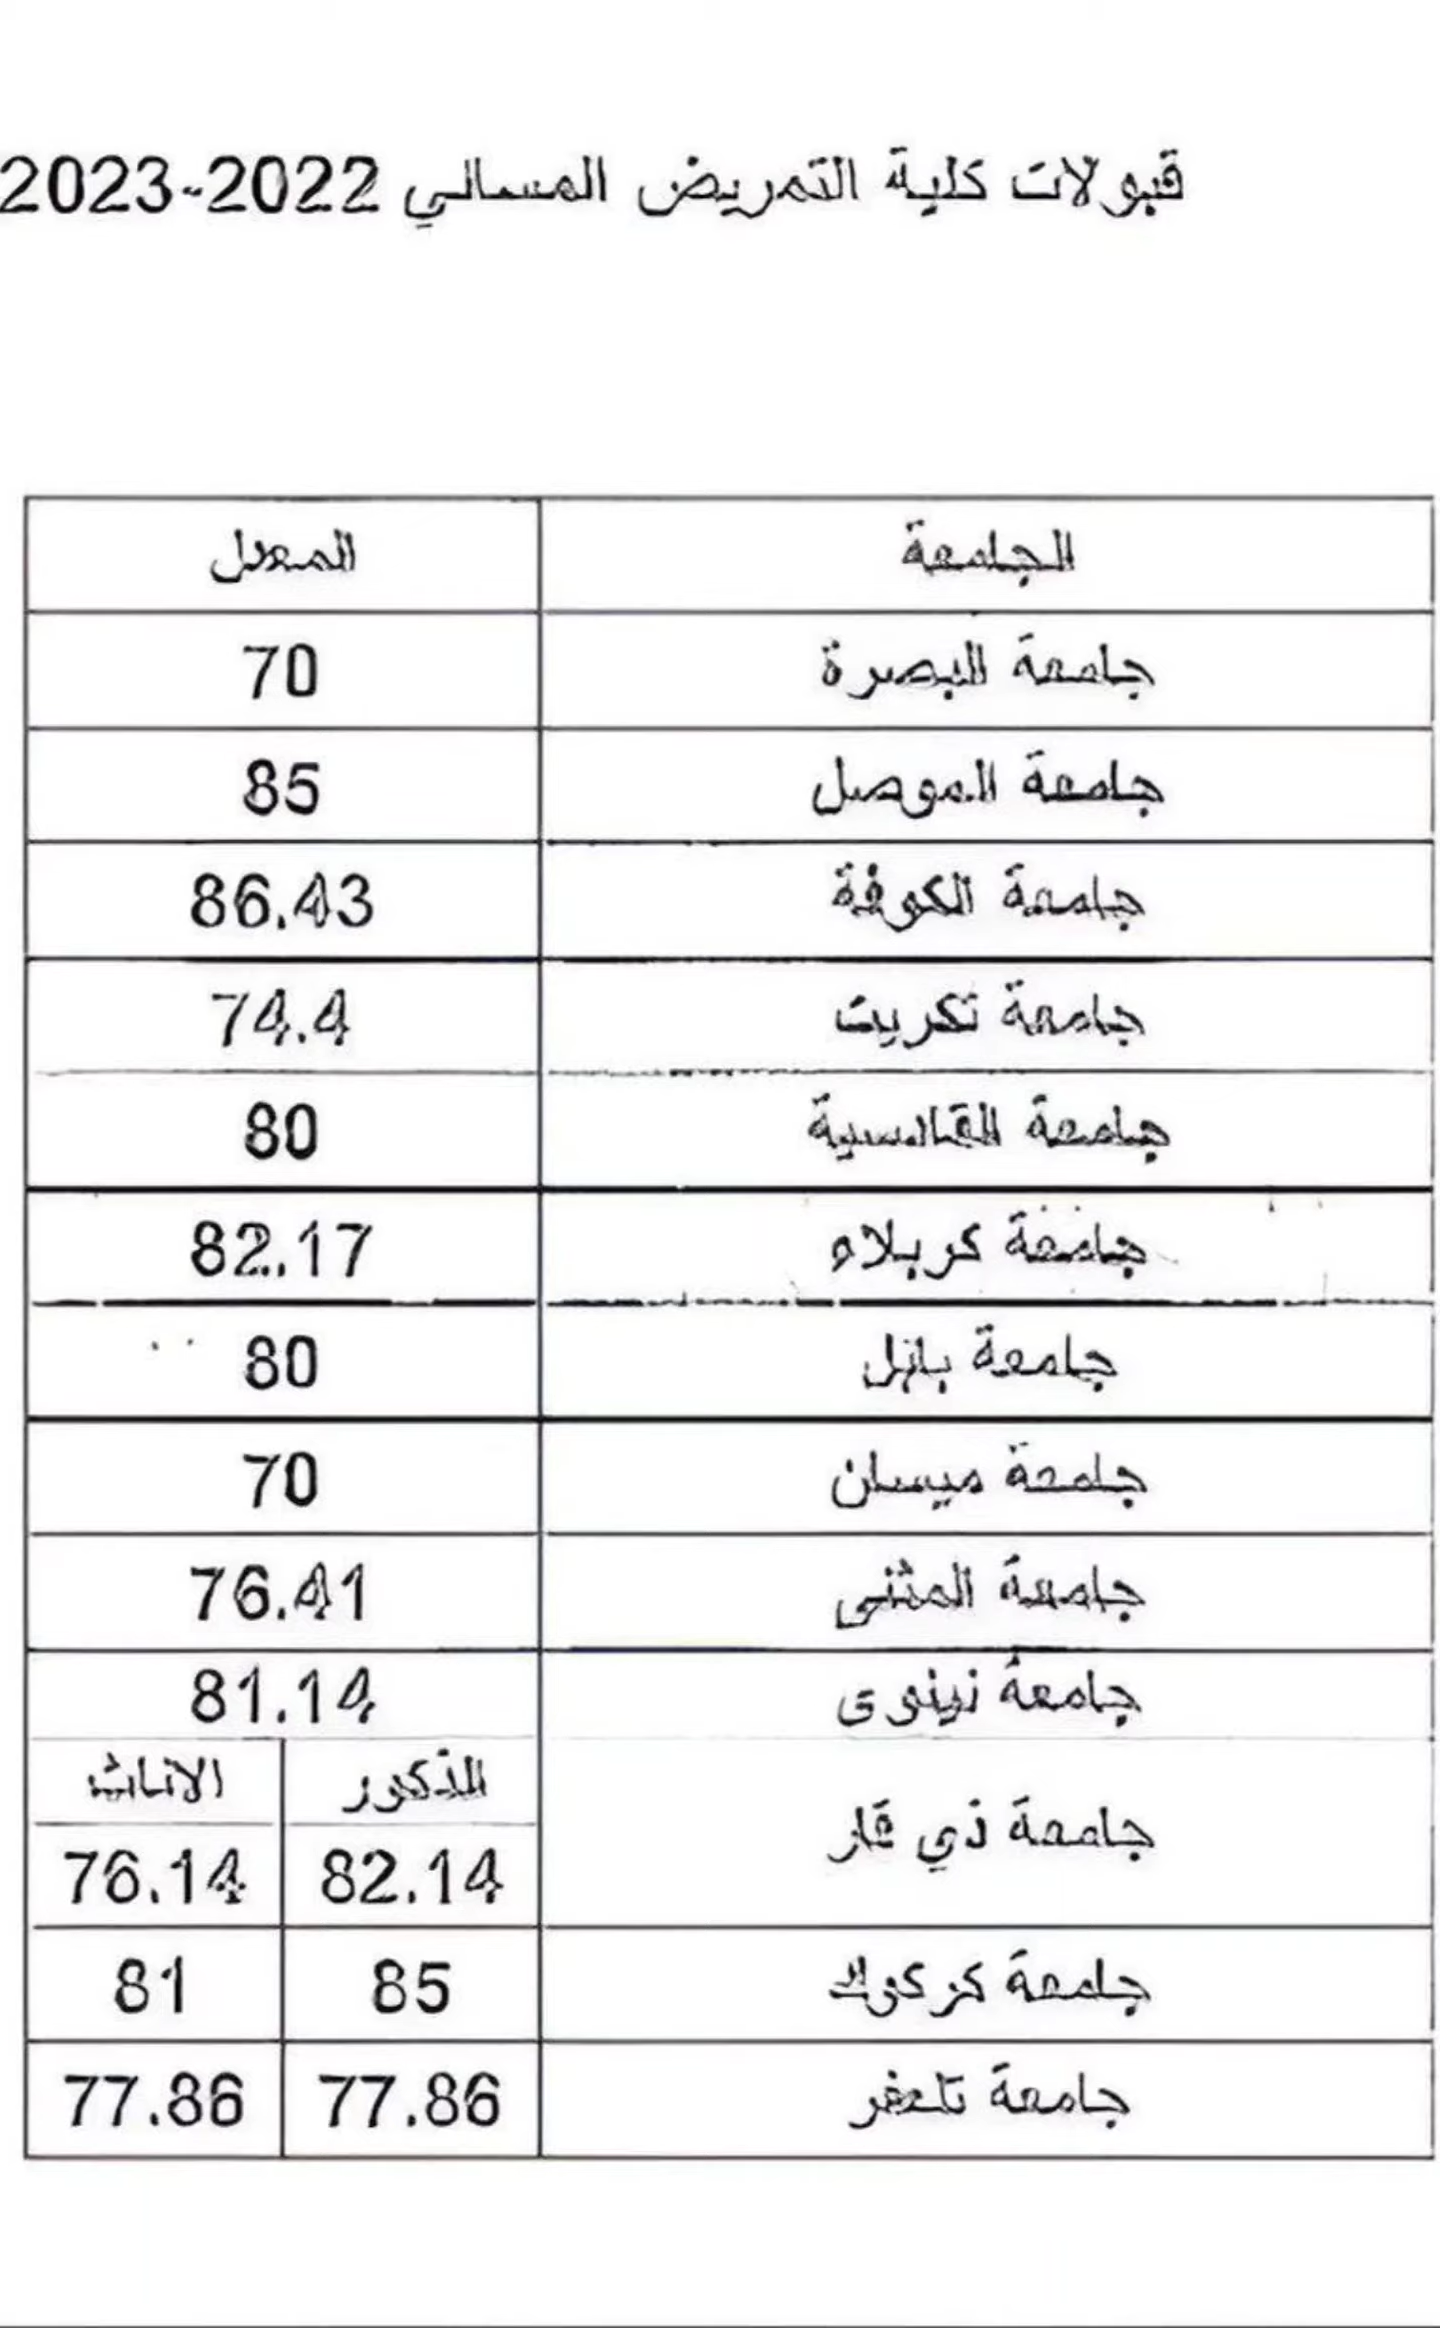 قبولات كلية التمريض المسائي 2022-2023
الجامعة المعدل
جامعة البصرة 70
جامعة الموصل 85
جامعة الكوفة 86.43
جامعة تكريت 74.4
جامعة القادسية 80
جامعة كربلاء 82.17
جامعة بابل 80
جامعة ميسان 70
جامعة المثنى 76.41
جامعة نينوى 81.14
جامعة ذي قار
الذكور الاناث
82.14 76.14
جامعة كركوك 85 81
جامعة تلعفر 77.86 77.86